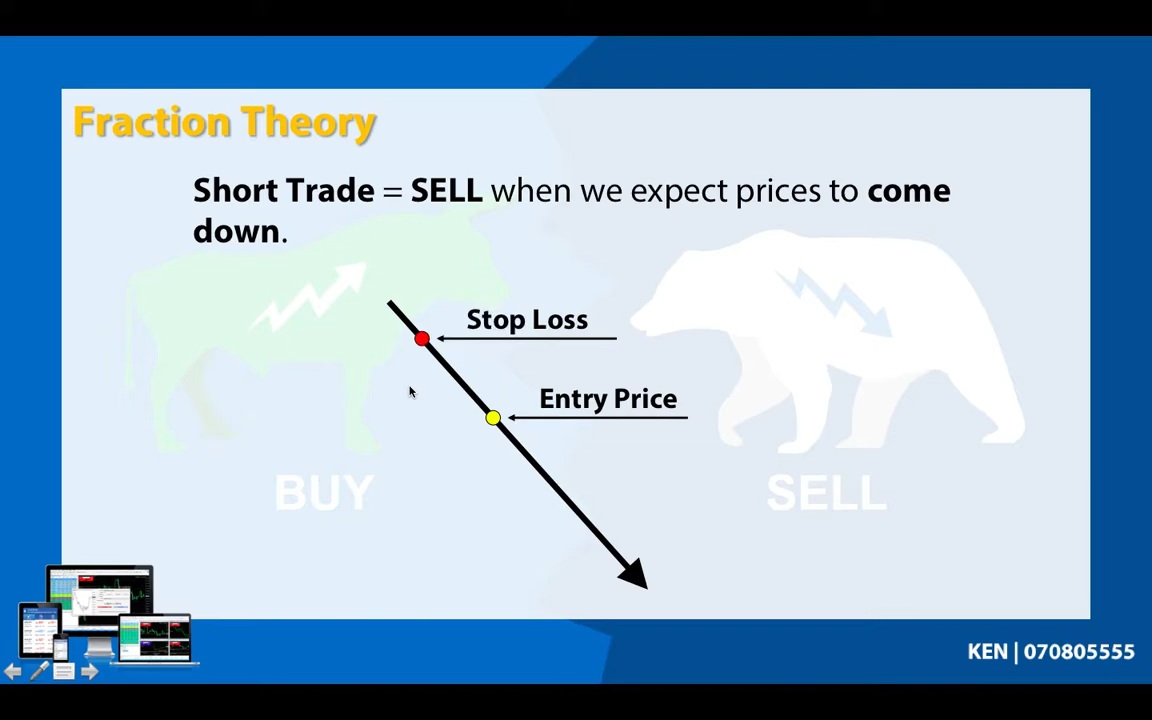 Fraction Theory
Short Trade = SELL when we expect prices to come
down.
Stop Loss
Entry Price
BUY
SELL
KEN | 070805555